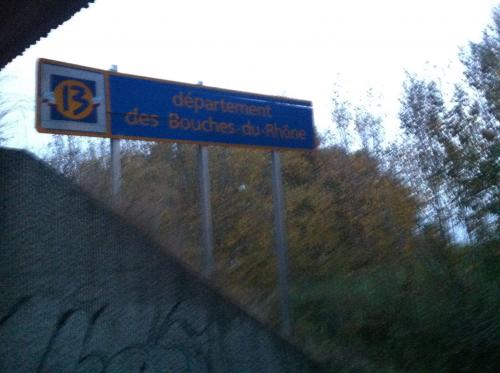 13
département
des Bouches-du-Rhône